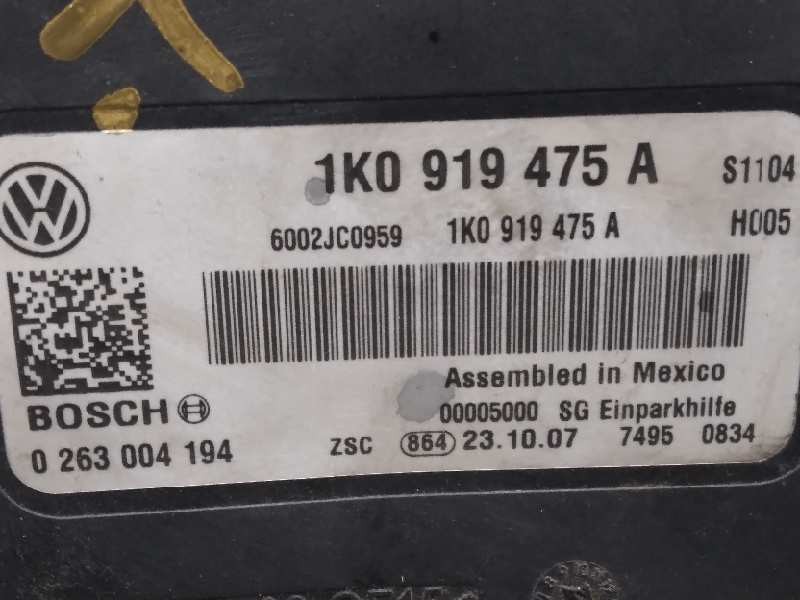 1K0 919 475 A S1104
6002JC0959 1K0 919 475 A H005
Assembled in Mexico
BOSCH 00005000 SG Einparkhilfe
0 263 004 194 ZSC 864 23.10.07 7495 0834